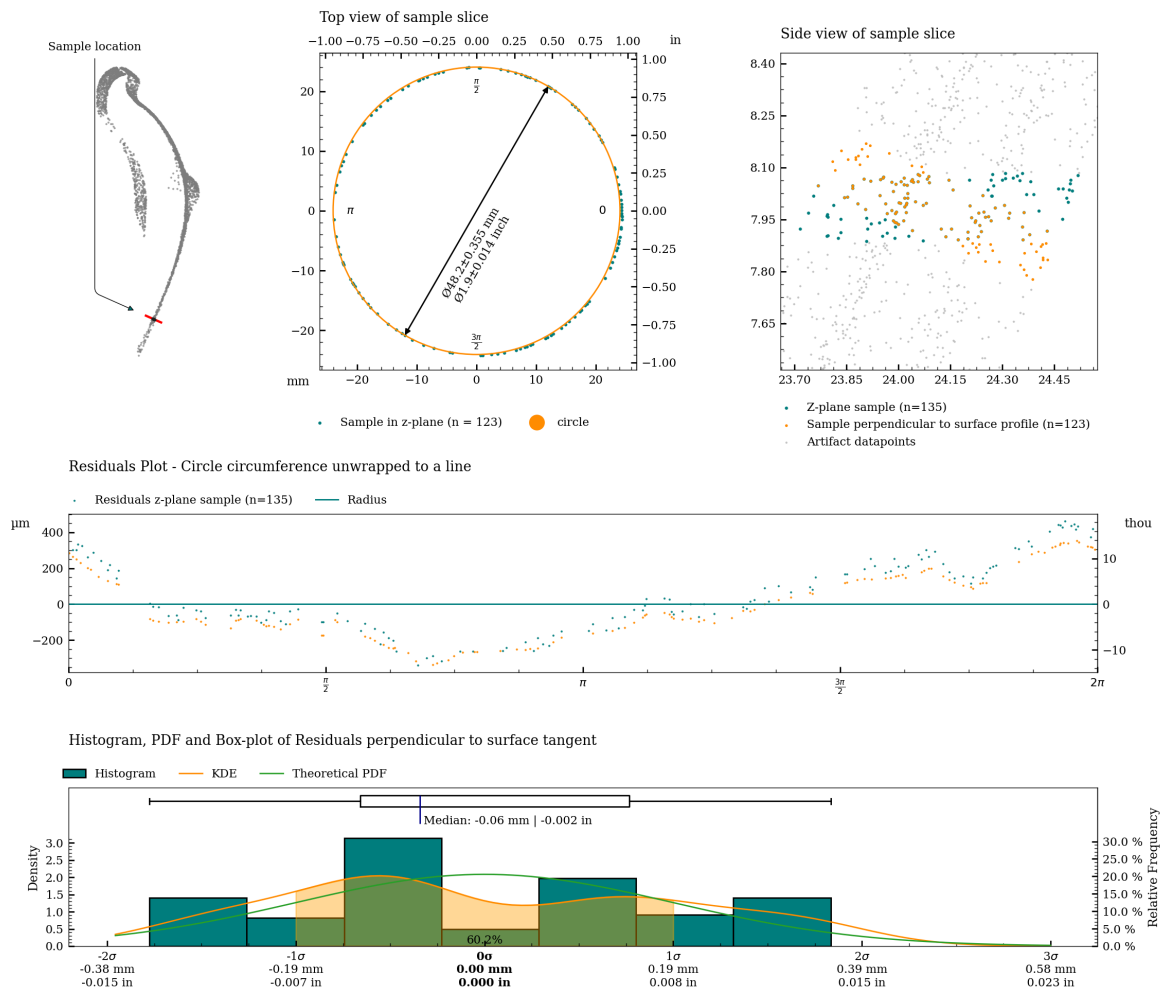 Sample location
Top view of sample slice
−1.00 −0.75 −0.50 −0.25 0.00 0.25 0.50 0.75 1.00 in
20
10
0
−10
−20
mm
−20 −10 0 10 20
1.00
0.75
0.50
0.25
0.00
−0.25
−0.50
−0.75
−1.00
π/2
π
0
3π/2
Ø48.2±0.355 mm
Ø1.9±0.014 inch
Sample in z-plane (n = 123) circle
Side view of sample slice
8.40
8.25
8.10
7.95
7.80
7.65
23.70 23.85 24.00 24.15 24.30 24.45
Z-plane sample (n=135)
Sample perpendicular to surface profile (n=123)
Artifact datapoints
Residuals Plot - Circle circumference unwrapped to a line
Residuals z-plane sample (n=135) Radius
μm
400
200
0
−200
thou
10
0
−10
0 π/2 π 3π/2 2π
Histogram, PDF and Box-plot of Residuals perpendicular to surface tangent
Histogram KDE Theoretical PDF
Median: -0.06 mm | -0.002 in
Density
3.0
2.5
2.0
1.5
1.0
0.5
0.0
60.2%
30.0 %
25.0 %
20.0 %
15.0 %
10.0 %
5.0 %
0.0 %
Relative Frequency
-2σ -1σ 0σ 1σ 2σ 3σ
-0.38 mm -0.19 mm 0.00 mm 0.19 mm 0.39 mm 0.58 mm
-0.015 in -0.007 in 0.000 in 0.008 in 0.015 in 0.023 in